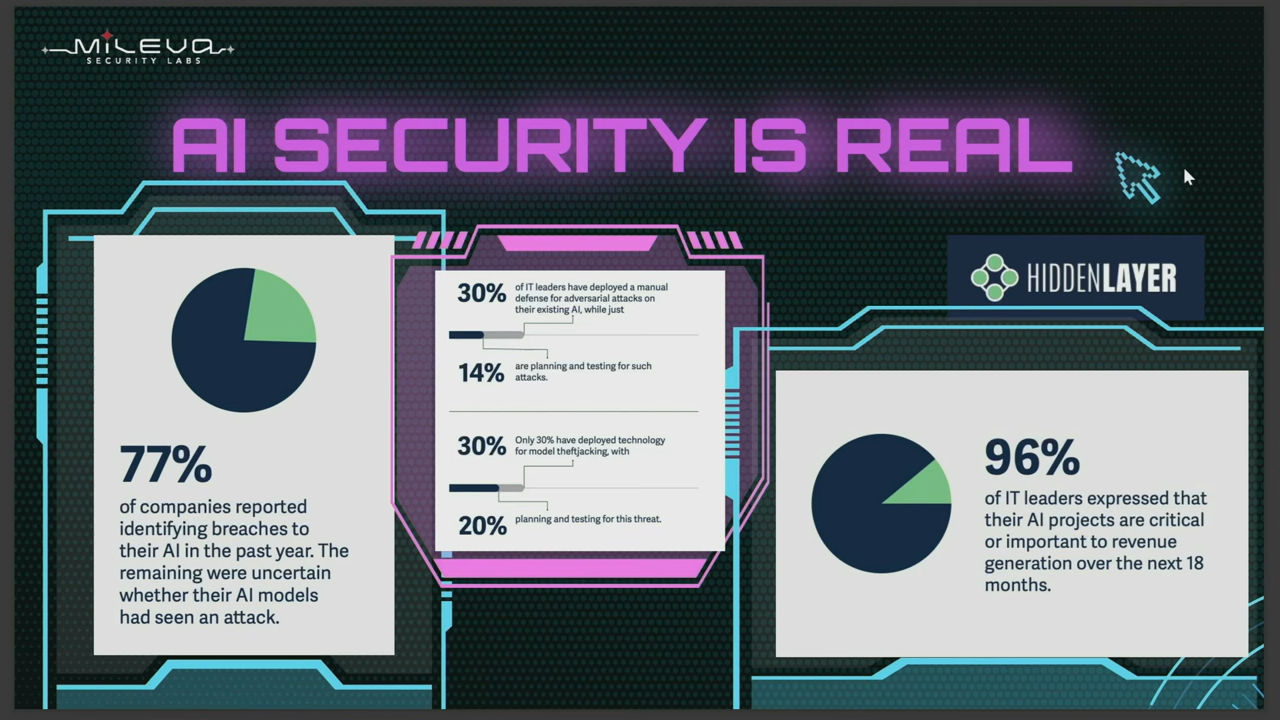 MiLEVA
SECURITY LABS
AI SECURITY IS REAL
77%
of companies reported
identifying breaches to
their AI in the past year. The
remaining were uncertain
whether their AI models
had seen an attack.
30%
of IT leaders have deployed a manual
defense for adversarial attacks on
their existing AI, while just
14%
are planning and testing for such
attacks.
30%
Only 30% have deployed technology
for model theftjacking, with
20%
planning and testing for this threat.
HIDDENLAYER
96%
of IT leaders expressed that
their AI projects are critical
or important to revenue
generation over the next 18
months.